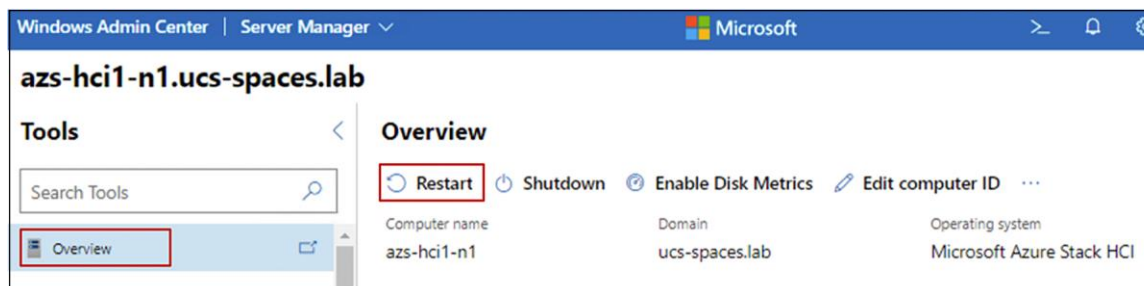 Windows Admin Center | Server Manager
Microsoft
azs-hci1-n1.ucs-spaces.lab
Tools
Overview
Search Tools
Restart Shutdown Enable Disk Metrics Edit computer ID ...
Computer name Domain Operating system
Overview
azs-hci1-n1 ucs-spaces.lab Microsoft Azure Stack HCI